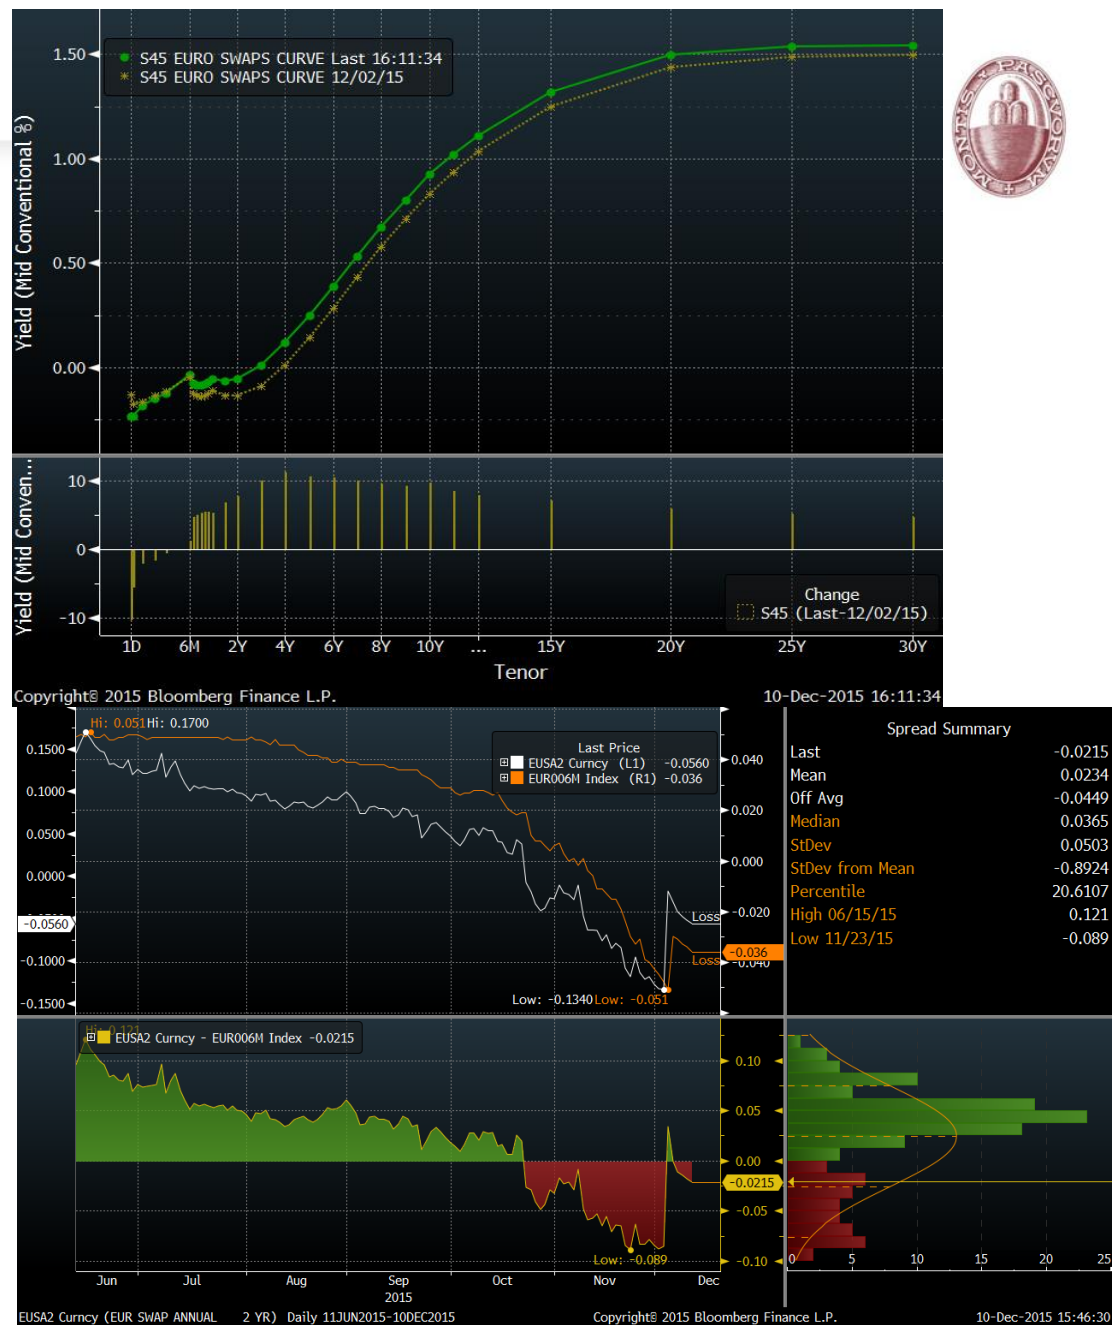 1.50
S45 EURO SWAPS CURVE Last 16:11:34
S45 EURO SWAPS CURVE 12/02/15
1.00
0.50
0.00
Yield (Mid Conventional %)
MONTIS Y PASCVORVM
10
0
-10
Yield (Mid Conven...
Change
S45 (Last-12/02/15)
1D 6M 2Y 4Y 6Y 8Y 10Y ... 15Y 20Y 25Y 30Y
Tenor
Copyright© 2015 Bloomberg Finance L.P. 10-Dec-2015 16:11:34
Hi: 0.051 Hi: 0.1700
Last Price
EUSA2 Curncy (L1) -0.0560
EUR006M Index (R1) -0.036
0.1500
0.1000
0.0500
0.0000
-0.0560
-0.1000
-0.1500
0.040
0.020
0.000
-0.020
-0.036
-0.040
Loss
Loss
Low: -0.1340 Low: -0.051
Spread Summary
Last -0.0215
Mean 0.0234
Off Avg -0.0449
Median 0.0365
StDev 0.0503
StDev from Mean -0.8924
Percentile 20.6107
High 06/15/15 0.121
Low 11/23/15 -0.089
Hi: 0.121
EUSA2 Curncy - EUR006M Index -0.0215
0.10
0.05
0.00
-0.0215
-0.05
-0.10
Low: -0.089
0 5 10 15 20 25
Jun Jul Aug Sep Oct Nov Dec
2015
EUSA2 Curncy (EUR SWAP ANNUAL 2 YR) Daily 11JUN2015-10DEC2015 Copyright© 2015 Bloomberg Finance L.P. 10-Dec-2015 15:46:30